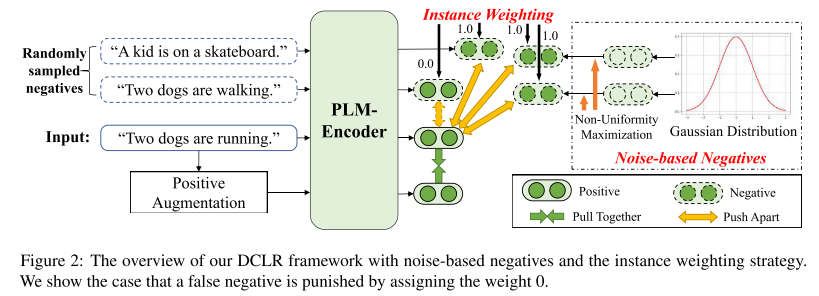 Instance Weighting
Randomly
sampled
negatives
"A kid is on a skateboard."
"Two dogs are walking."
Input:
"Two dogs are running."
Positive
Augmentation
PLM-
Encoder
0.0
1.0
1.0
1.0
Non-Uniformity
Maximization
Gaussian Distribution
Noise-based Negatives
Positive
Negative
Pull Together
Push Apart
Figure 2: The overview of our DCLR framework with noise-based negatives and the instance weighting strategy.
We show the case that a false negative is punished by assigning the weight 0.